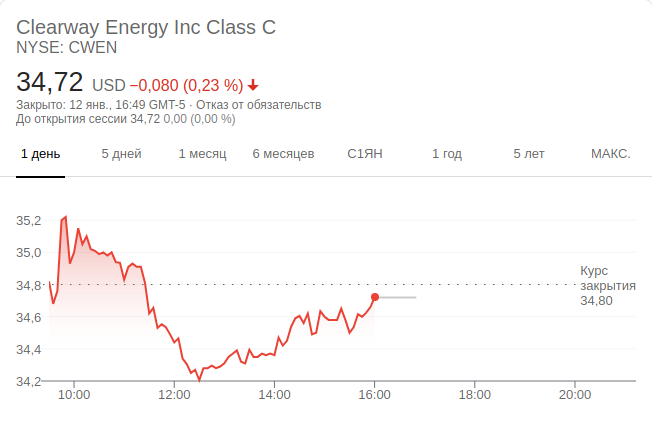 Clearway Energy Inc Class C
NYSE: CWEN
34,72 USD −0,080 (0,23 %)
Закрыто: 12 янв., 16:49 GMT-5 · Отказ от обязательств
До открытия сессии 34,72 0,00 (0,00 %)
1 день 5 дней 1 месяц 6 месяцев С1ЯН 1 год 5 лет МАКС.
35,2
35,0
34,8
34,6
34,4
34,2
Курс
закрытия
34,80
10:00 12:00 14:00 16:00 18:00 20:00